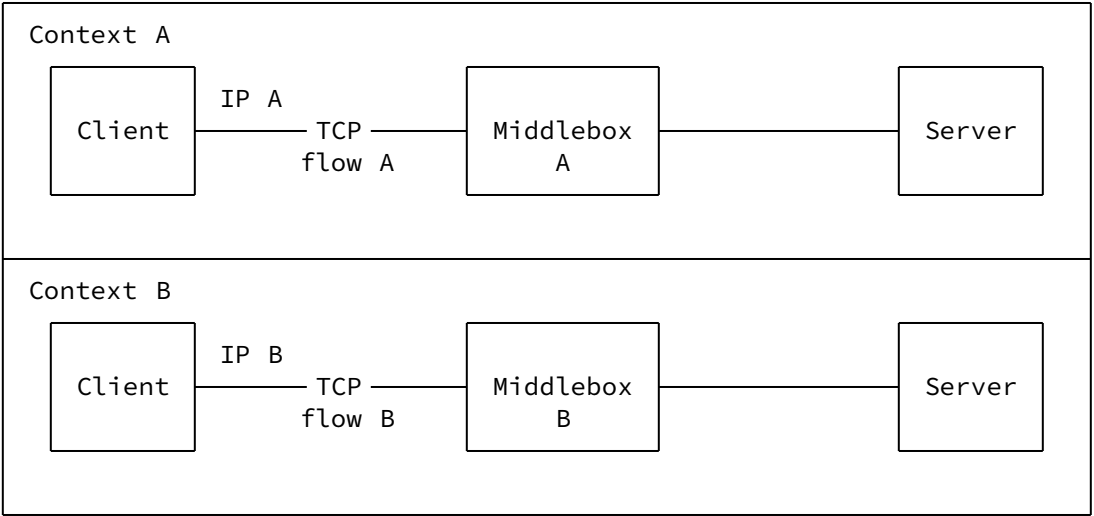 Context A
IP A
Client
TCP
flow A
Middlebox
A
Server
Context B
IP B
Client
TCP
flow B
Middlebox
B
Server